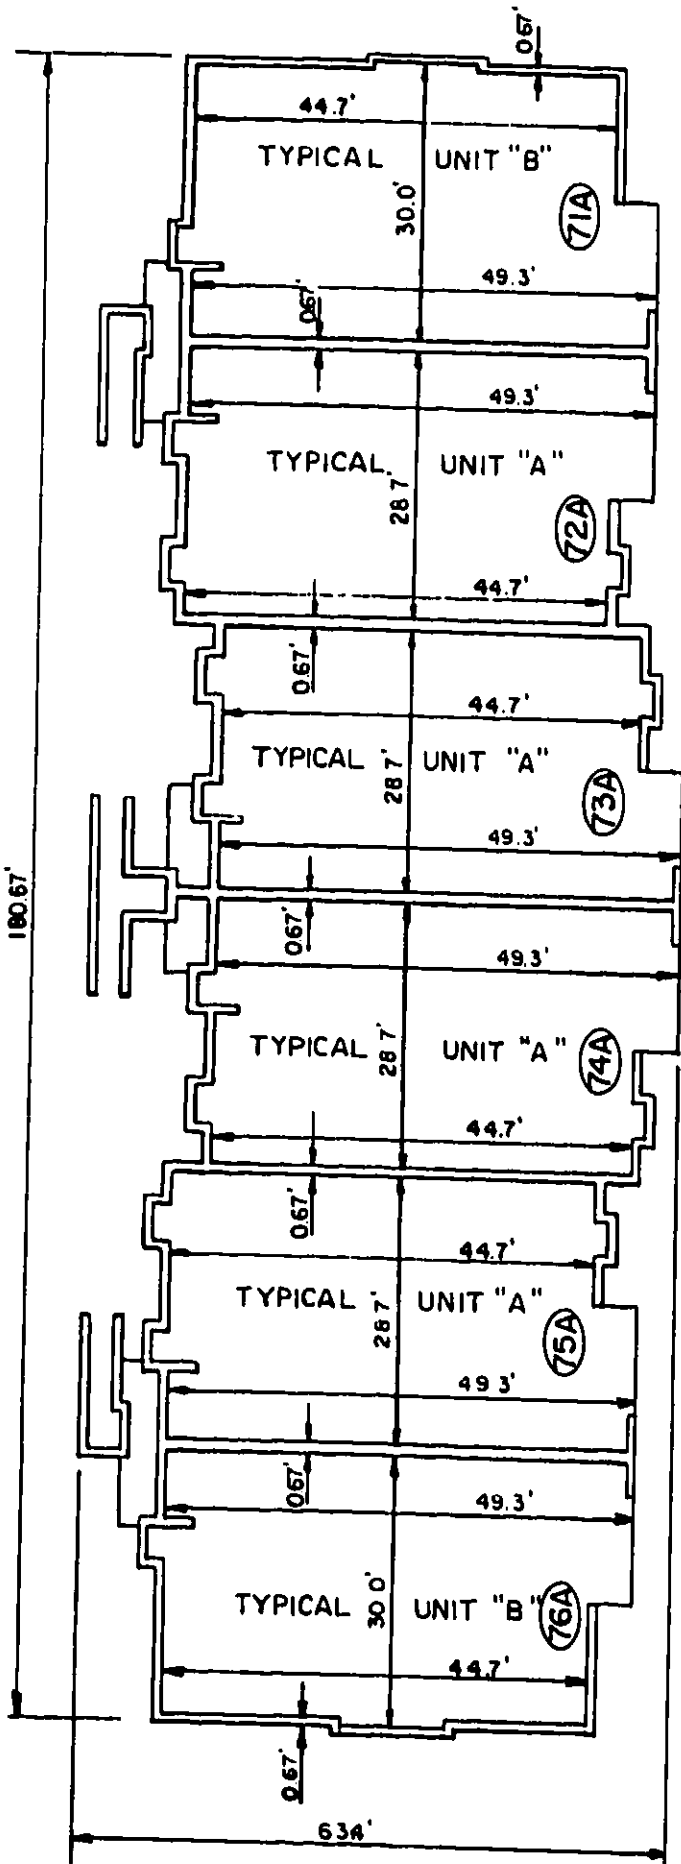 0.67'
44.7'
TYPICAL UNIT "B"
30.0'
71A
49.3'
0.67'
49.3'
TYPICAL UNIT "A"
28.7'
72A
44.7'
0.67'
44.7'
TYPICAL UNIT "A"
28.7'
73A
49.3'
180.67'
0.67'
49.3'
TYPICAL UNIT "A"
28.7'
74A
44.7'
0.67'
44.7'
TYPICAL UNIT "A"
28.7'
75A
49.3'
0.67'
49.3'
TYPICAL UNIT "B"
30.0'
76A
44.7'
0.67'
63.4'